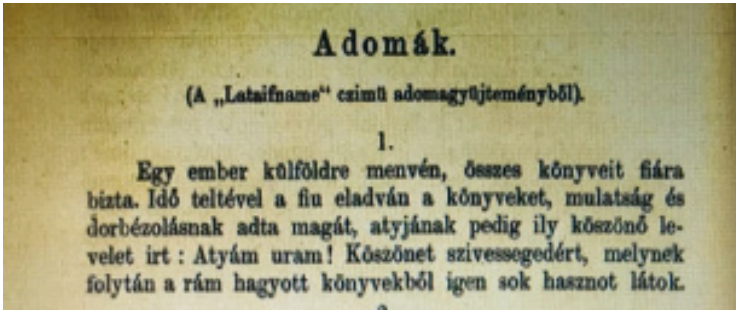 Adomák.
(A „Lataifname“ czimü adomagyüjteményből).
1.
Egy ember külföldre menvén, összes könyveit fiára
bizta. Idő teltével a fiu eladván a könyveket, mulatság és
dorbézolásnak adta magát, atyjának pedig ily köszönő le-
velet irt : Atyám uram! Köszönet szivessegedért, melynek
folytán a rám hagyott könyvekből igen sok hasznot látok.